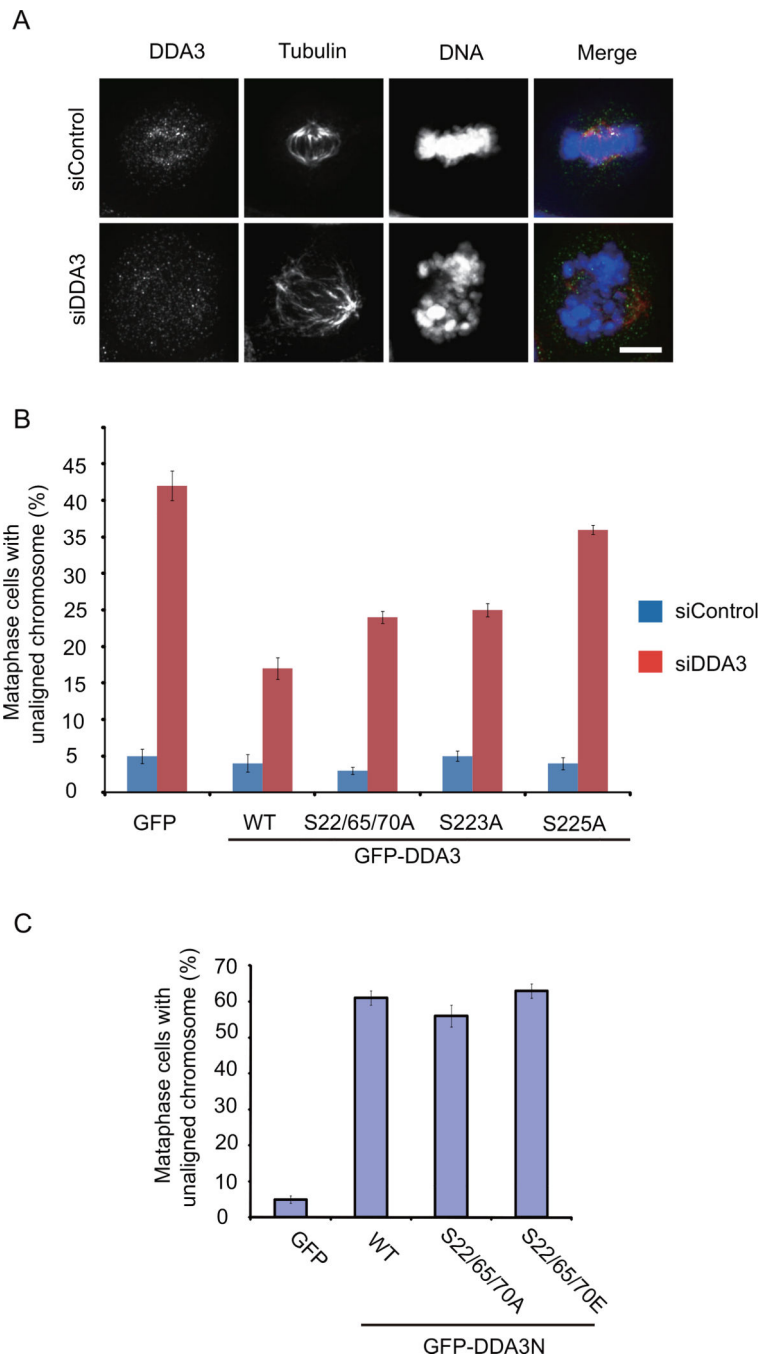 A
DDA3 Tubulin DNA Merge
siControl
siDDA3
B
Mataphase cells with
unaligned chromosome (%)
45
40
35
30
25
20
15
10
5
0
GFP WT S22/65/70A S223A S225A
GFP-DDA3
siControl
siDDA3
C
Mataphase cells with
unaligned chromosome (%)
70
60
50
40
30
20
10
0
GFP
WT
S22/65/70A
S22/65/70E
GFP-DDA3N